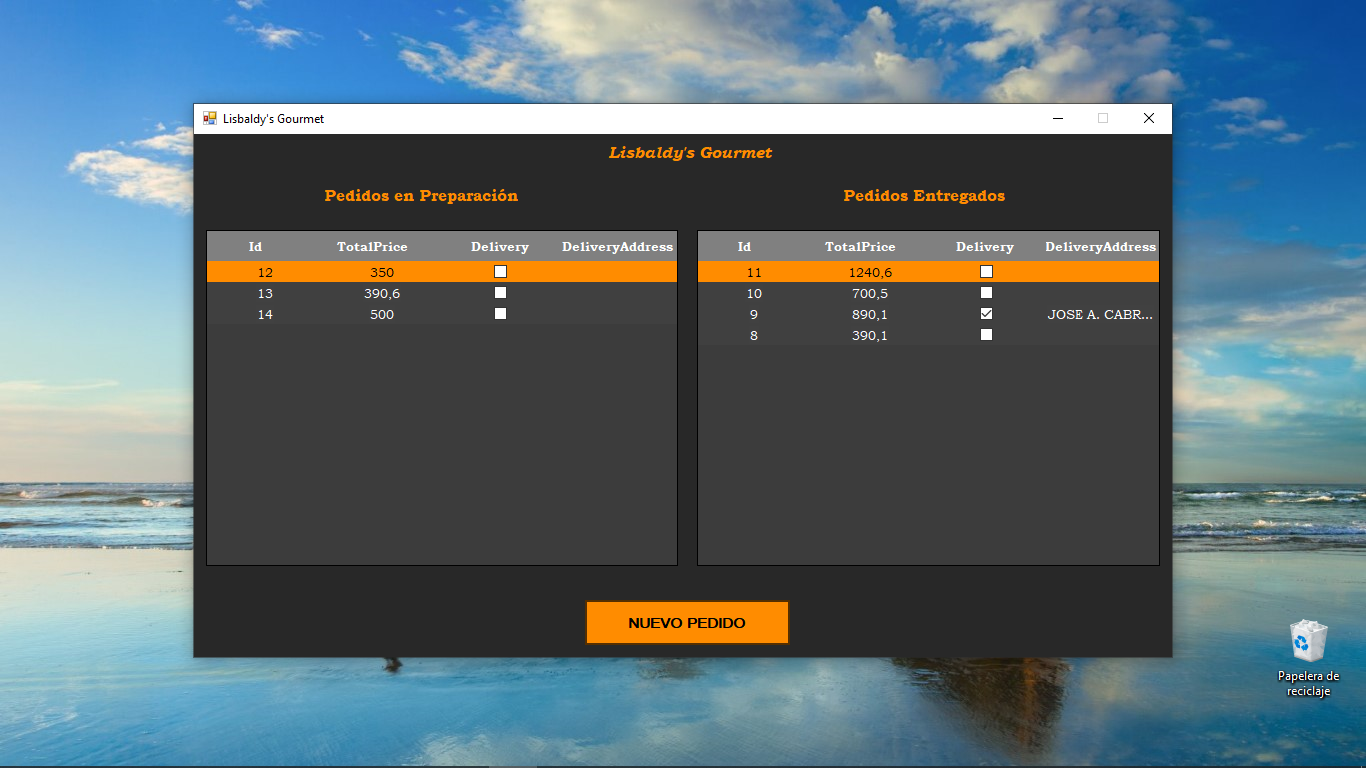 Lisbaldy's Gourmet
Lisbaldy's Gourmet
Pedidos en Preparación
Id TotalPrice Delivery DeliveryAddress
12 350
13 390,6
14 500
Pedidos Entregados
Id TotalPrice Delivery DeliveryAddress
11 1240,6
10 700,5
9 890,1 JOSE A. CABR...
8 390,1
NUEVO PEDIDO
Papelera de
reciclaje